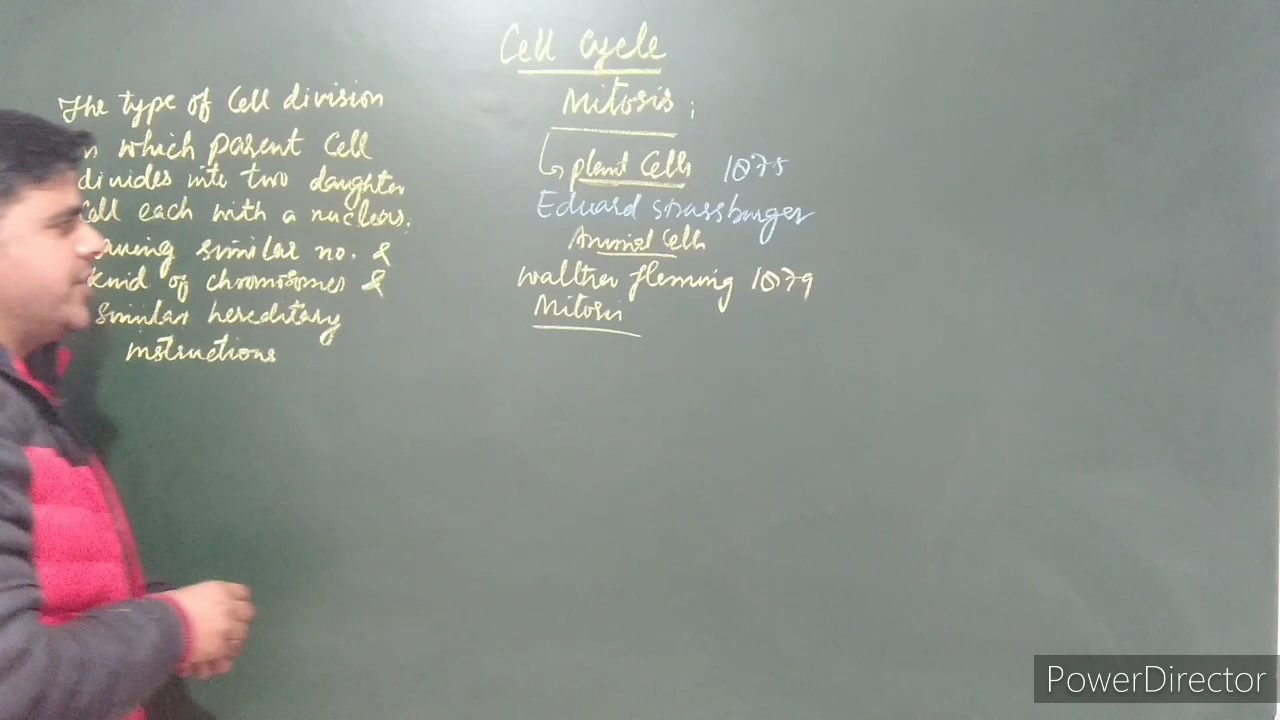 Cell Cycle
The type of Cell division
which parent Cell
divides into two daughter
Cell each with a nucleus.
similar no. &
kind of chromosomes &
similar hereditary
instructions
Mitosis ;
plant Cells 1875
Eduard strassburger
Animal Cells
walther fleming 1879
Mitosis
PowerDirector